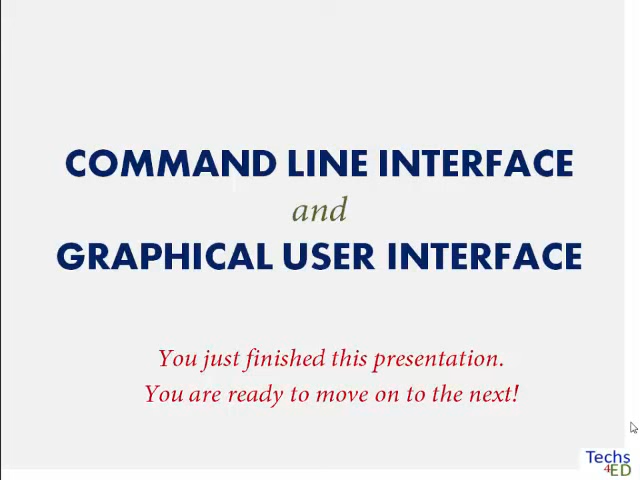 COMMAND LINE INTERFACE
and
GRAPHICAL USER INTERFACE
You just finished this presentation.
You are ready to move on to the next!
Techs
4ED